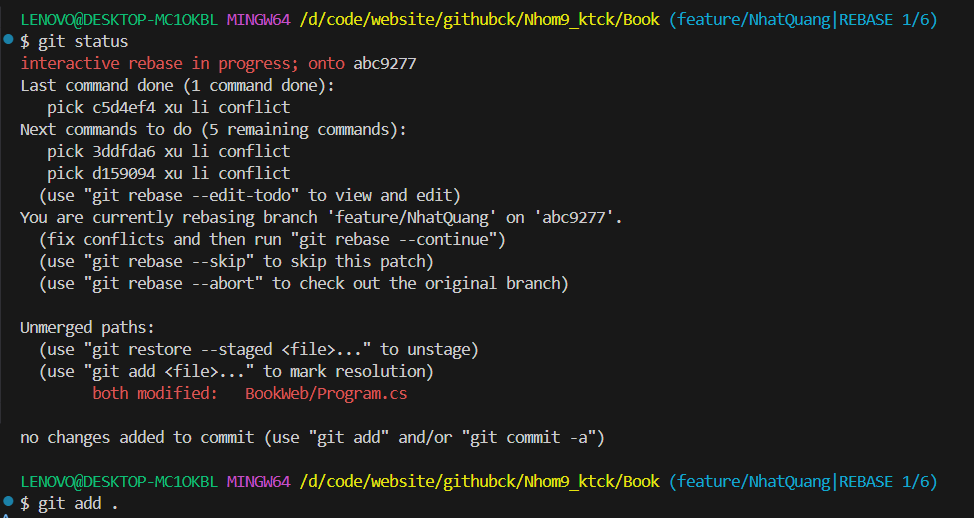 LENOVO@DESKTOP-MC1OKBL MINGW64 /d/code/website/githubck/Nhom9_ktck/Book (feature/NhatQuang|REBASE 1/6)
$ git status
interactive rebase in progress; onto abc9277
Last command done (1 command done):
   pick c5d4ef4 xu li conflict
Next commands to do (5 remaining commands):
   pick 3ddfda6 xu li conflict
   pick d159094 xu li conflict
  (use "git rebase --edit-todo" to view and edit)
You are currently rebasing branch 'feature/NhatQuang' on 'abc9277'.
  (fix conflicts and then run "git rebase --continue")
  (use "git rebase --skip" to skip this patch)
  (use "git rebase --abort" to check out the original branch)

Unmerged paths:
  (use "git restore --staged <file>..." to unstage)
  (use "git add <file>..." to mark resolution)
        both modified:   BookWeb/Program.cs

no changes added to commit (use "git add" and/or "git commit -a")

LENOVO@DESKTOP-MC1OKBL MINGW64 /d/code/website/githubck/Nhom9_ktck/Book (feature/NhatQuang|REBASE 1/6)
$ git add .